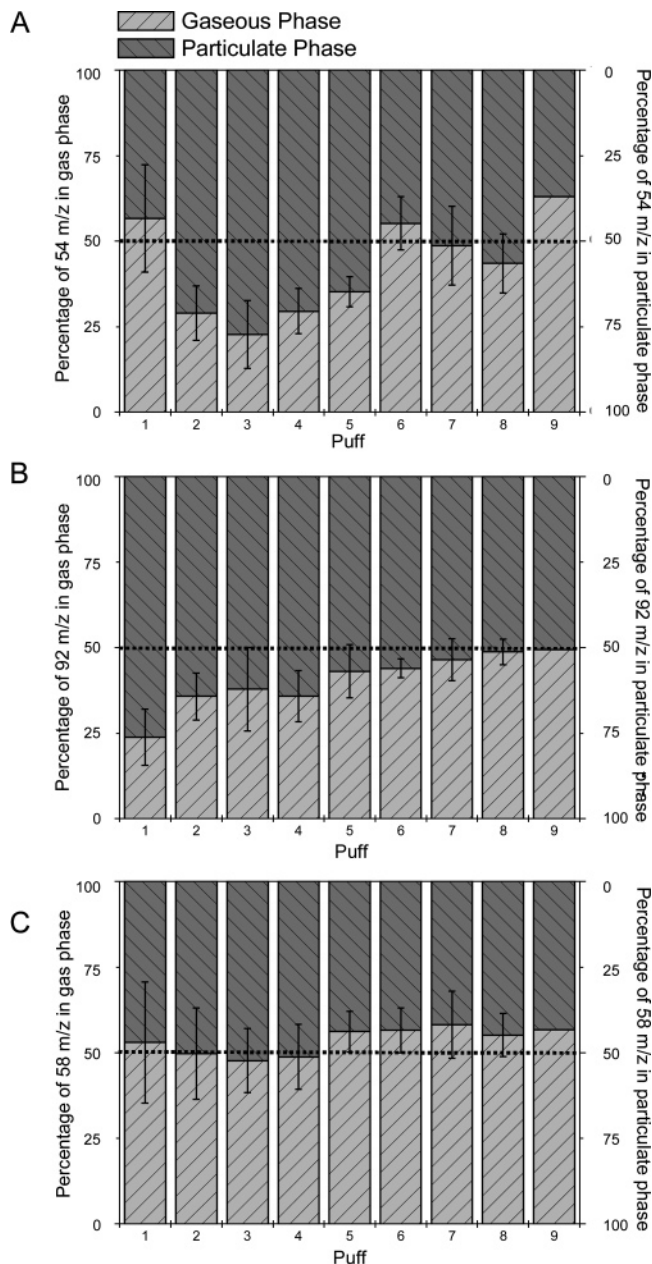 A
Gaseous Phase
Particulate Phase
100
75
50
25
0
Percentage of 54 m/z in gas phase
0
25
50
75
100
Percentage of 54 m/z in particulate phase
1 2 3 4 5 6 7 8 9
Puff
B
100
75
50
25
0
Percentage of 92 m/z in gas phase
0
25
50
75
100
Percentage of 92 m/z in particulate phase
1 2 3 4 5 6 7 8 9
Puff
C
100
75
50
25
0
Percentage of 58 m/z in gas phase
0
25
50
75
100
Percentage of 58 m/z in particulate phase
1 2 3 4 5 6 7 8 9
Puff